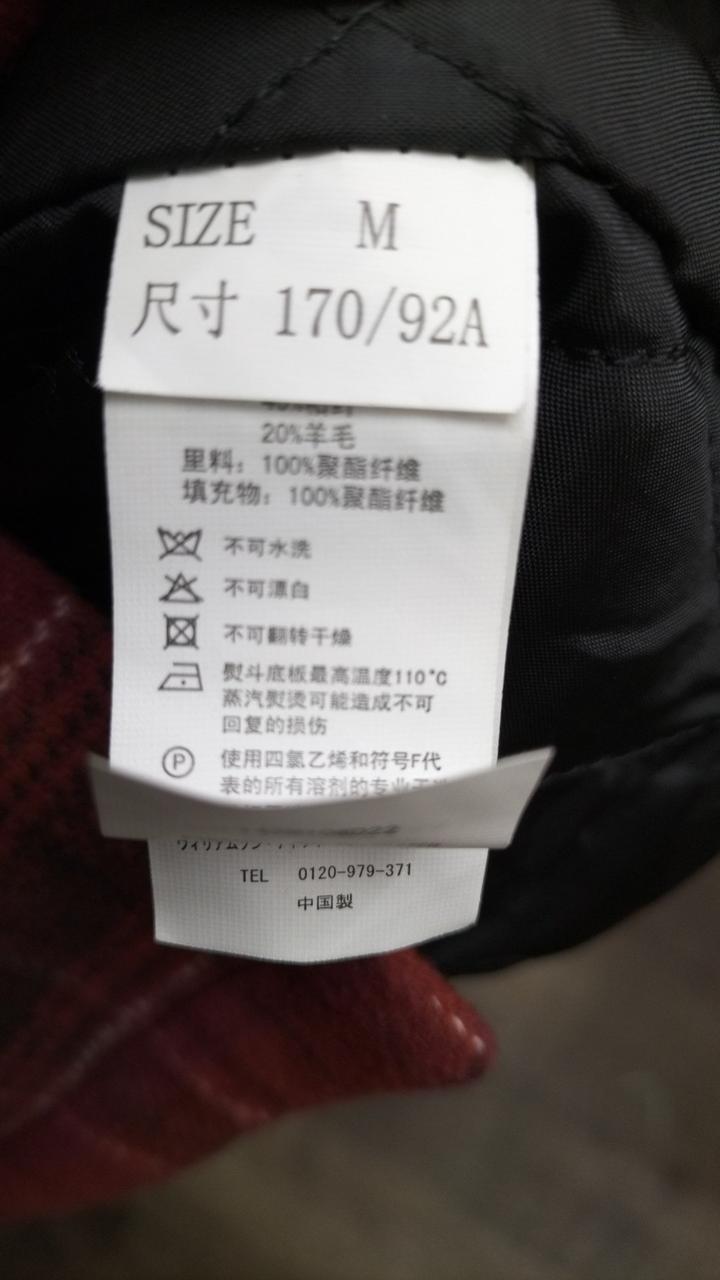 SIZE M
尺寸 170/92A
20%羊毛
里料：100%聚酯纤维
填充物：100%聚酯纤维
不可水洗
不可漂白
不可翻转干燥
熨斗底板最高温度110℃
蒸汽熨烫可能造成不可
回复的损伤
P 使用四氯乙烯和符号F代
表的所有溶剂的专业干洗
TEL 0120-979-371
中国製